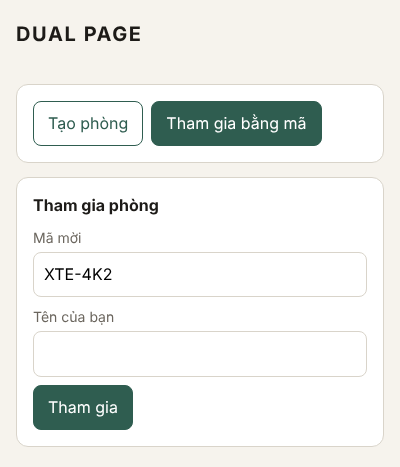 DUAL PAGE
Tạo phòng
Tham gia bằng mã
Tham gia phòng
Mã mời
XTE-4K2
Tên của bạn
Tham gia